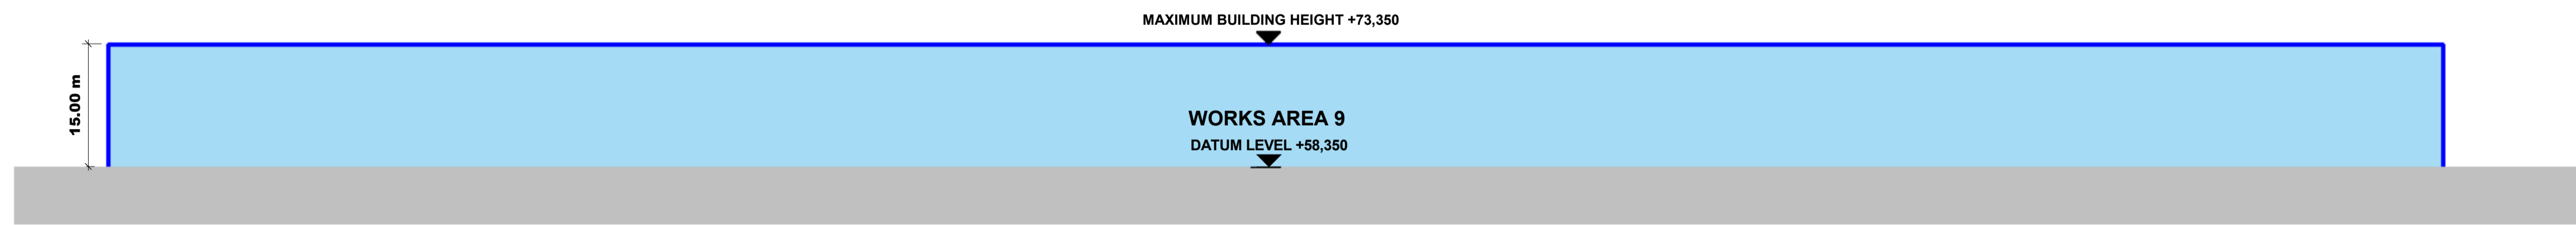 MAXIMUM BUILDING HEIGHT +73,350
15.00 m
WORKS AREA 9
DATUM LEVEL +58,350